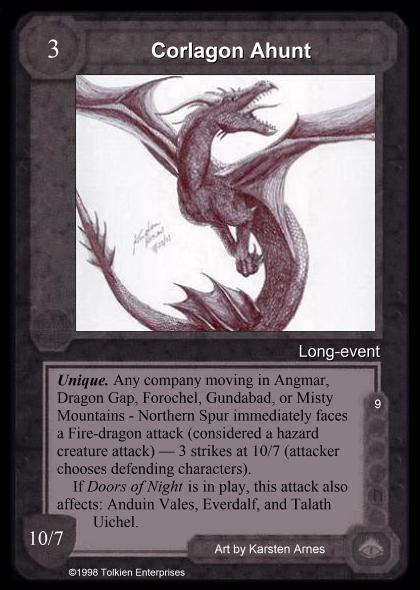 3
Corlagon Ahunt
Long-event
Unique. Any company moving in Angmar,
Dragon Gap, Forochel, Gundabad, or Misty
Mountains - Northern Spur immediately faces
a Fire-dragon attack (considered a hazard
creature attack) — 3 strikes at 10/7 (attacker
chooses defending characters).
If Doors of Night is in play, this attack also
affects: Anduin Vales, Everdalf, and Talath
Uichel.
9
10/7
Art by Karsten Arnes
©1998 Tolkien Enterprises